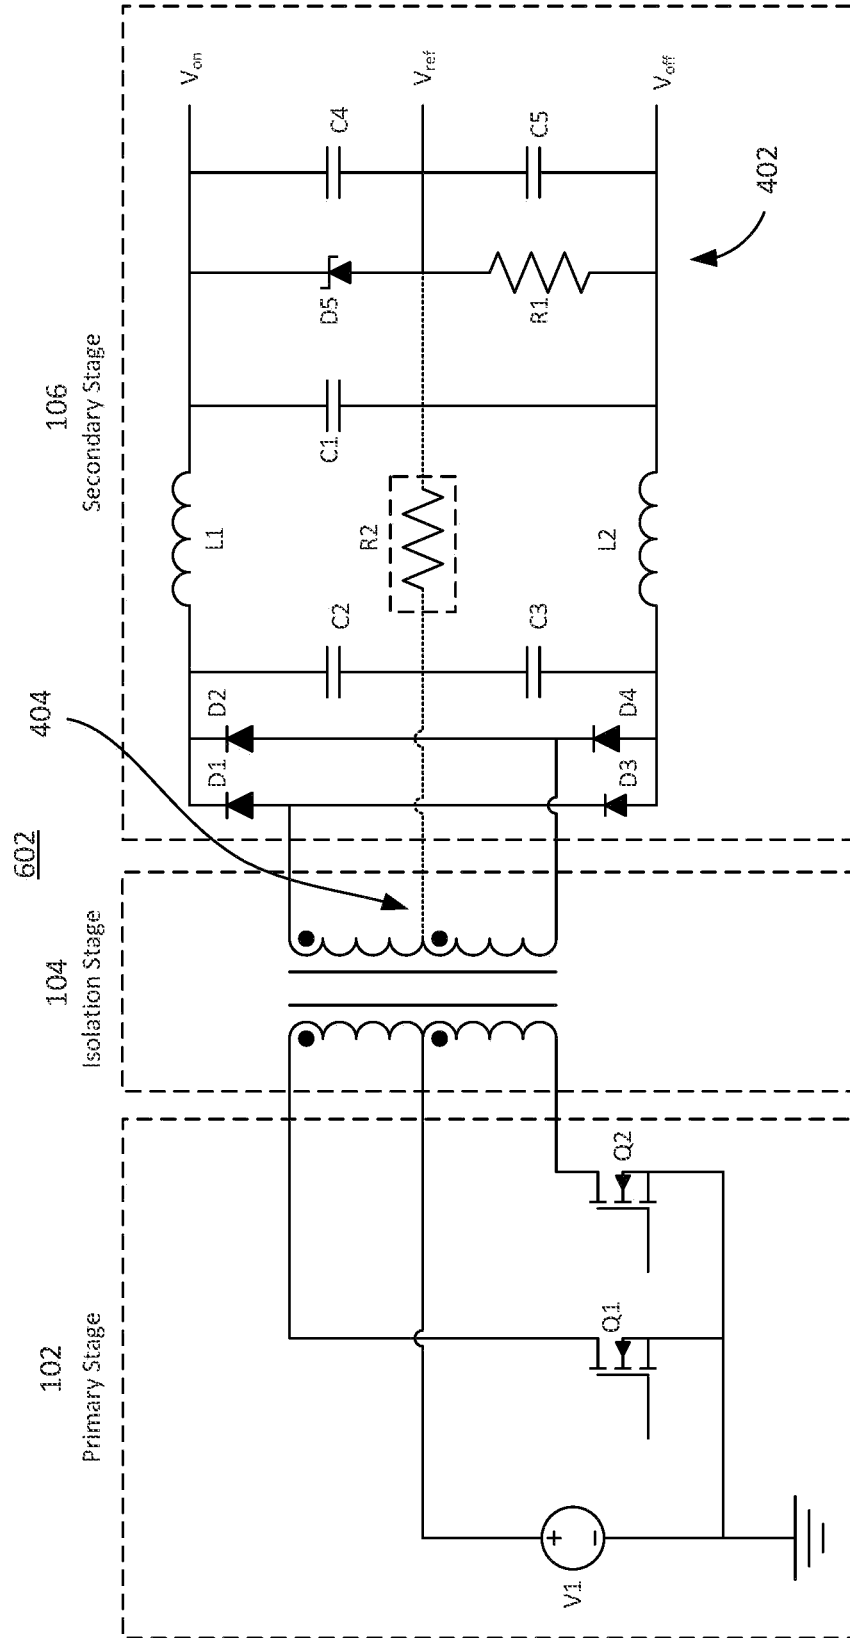 602
102
Primary Stage
104
Isolation Stage
106
Secondary Stage
404
402
V1
+
−
Q1
Q2
D1
D2
D3
D4
C2
C3
L1
R2
L2
C1
D5
R1
C4
C5
Von
Vref
Voff